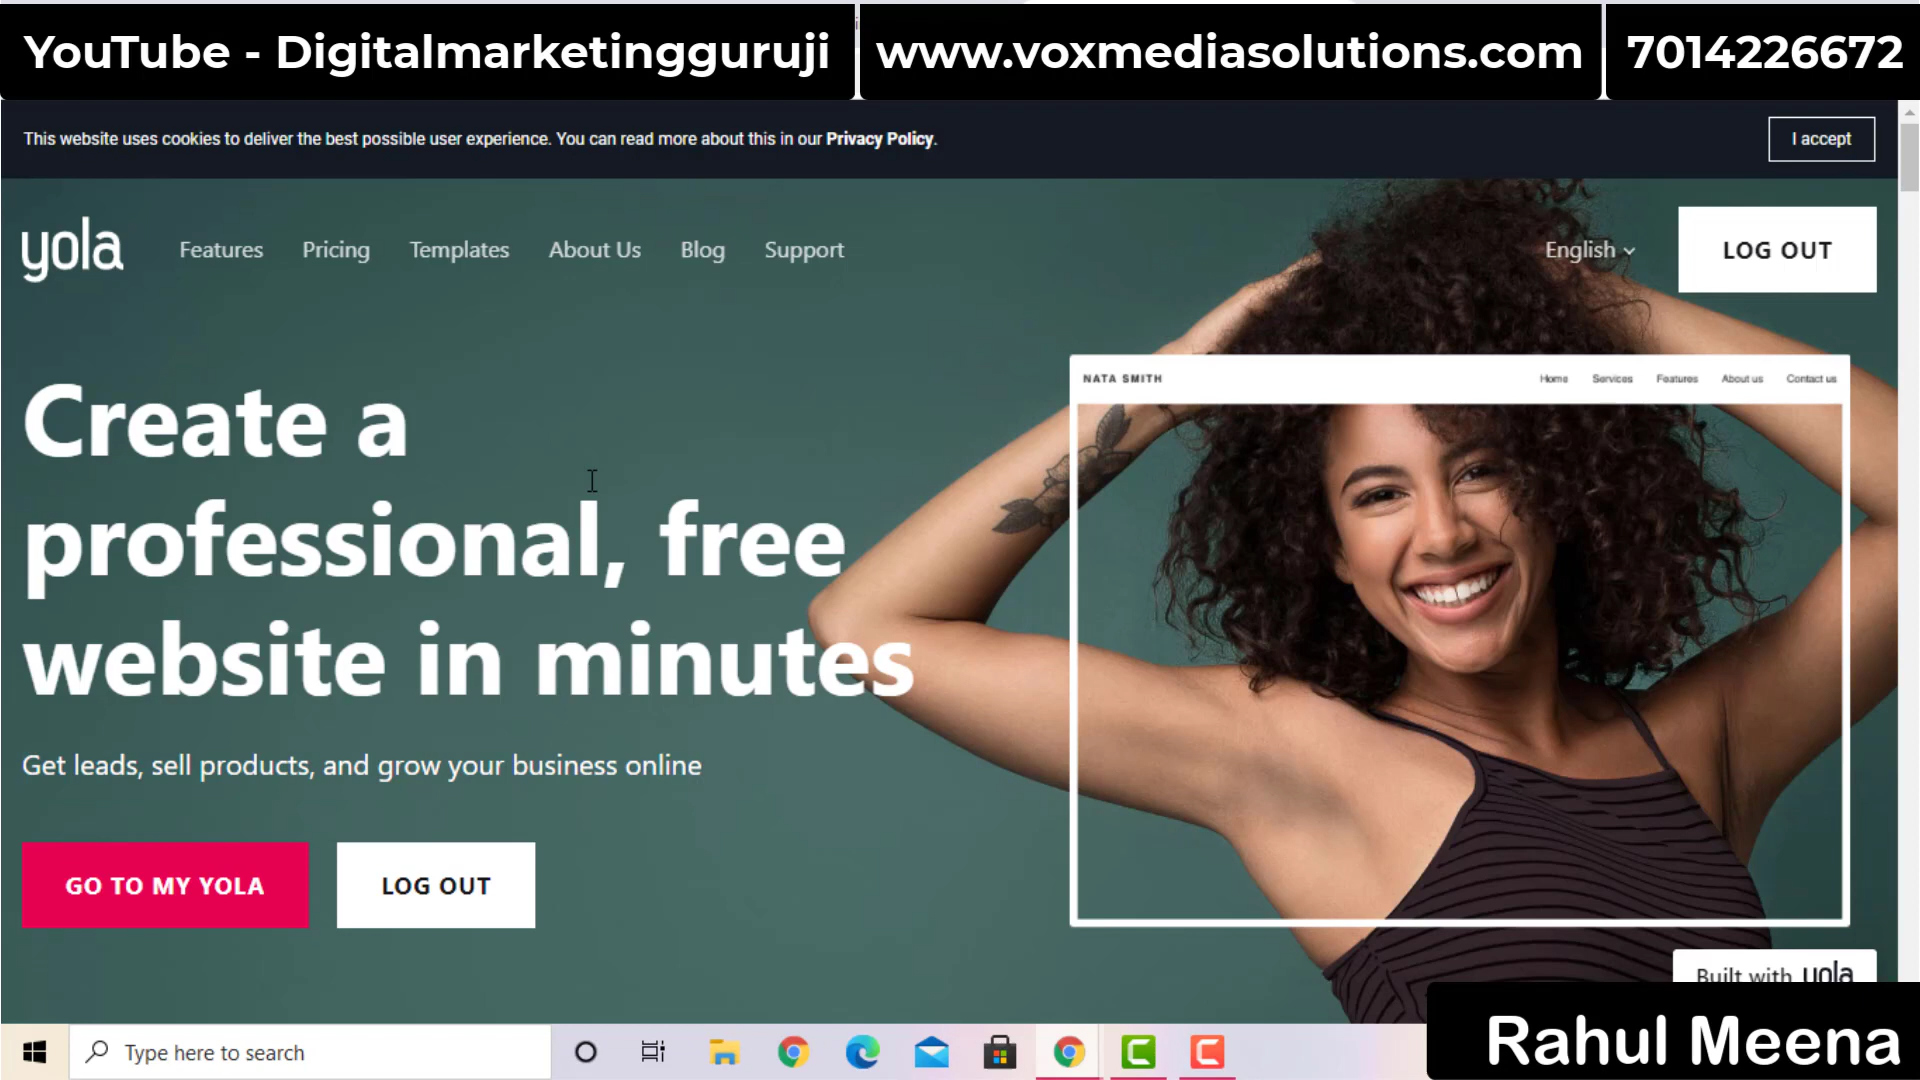 YouTube - Digitalmarketingguruji
www.voxmediasolutions.com
7014226672
This website uses cookies to deliver the best possible user experience. You can read more about this in our Privacy Policy.
I accept
yola
Features
Pricing
Templates
About Us
Blog
Support
English
LOG OUT
NATA SMITH
Home
Services
Features
About us
Contact us
Create a
professional, free
website in minutes
Get leads, sell products, and grow your business online
GO TO MY YOLA
LOG OUT
Built with yola
Type here to search
Rahul Meena